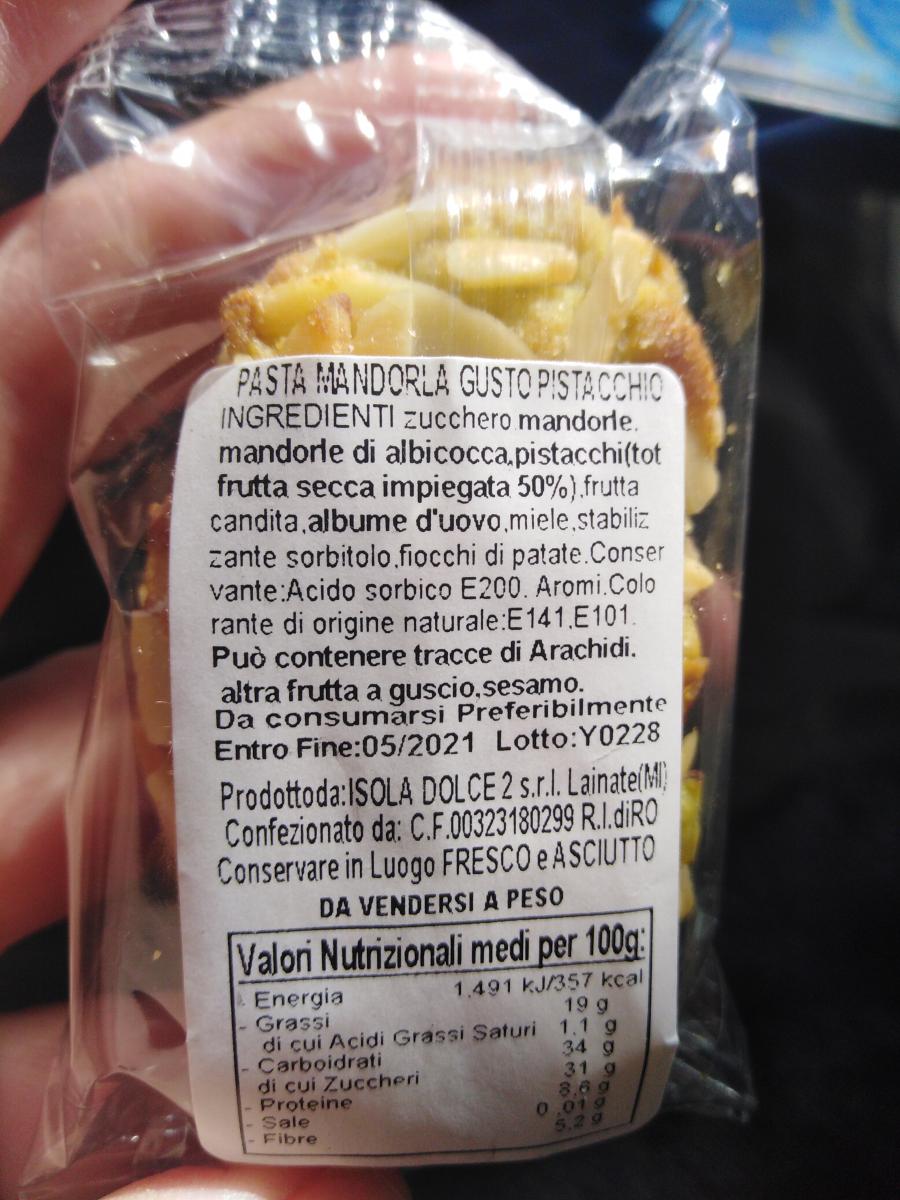 PASTA MANDORLA GUSTO PISTACCHIO
INGREDIENTI zucchero,mandorle,
mandorle di albicocca,pistacchi(tot
frutta secca impiegata 50%),frutta
candita,albume d'uovo,miele,stabiliz
zante sorbitolo,fiocchi di patate.Conser
vante:Acido sorbico E200. Aromi.Colo
rante di origine naturale:E141,E101.
Può contenere tracce di Arachidi.
altra frutta a guscio,sesamo.
Da consumarsi Preferibilmente
Entro Fine:05/2021 Lotto:Y0228
Prodottoda:ISOLA DOLCE 2 s.r.l. Lainate(MI)
Confezionato da: C.F.00323180299 R.I.diRO
Conservare in Luogo FRESCO e ASCIUTTO
DA VENDERSI A PESO
Valori Nutrizionali medi per 100g:
- Energia 1.491 kJ/357 kcal
- Grassi 19 g
di cui Acidi Grassi Saturi 1.1 g
- Carboidrati 34 g
di cui Zuccheri 31 g
- Proteine 8,6 g
- Sale 0,01 g
- Fibre 5.2 g